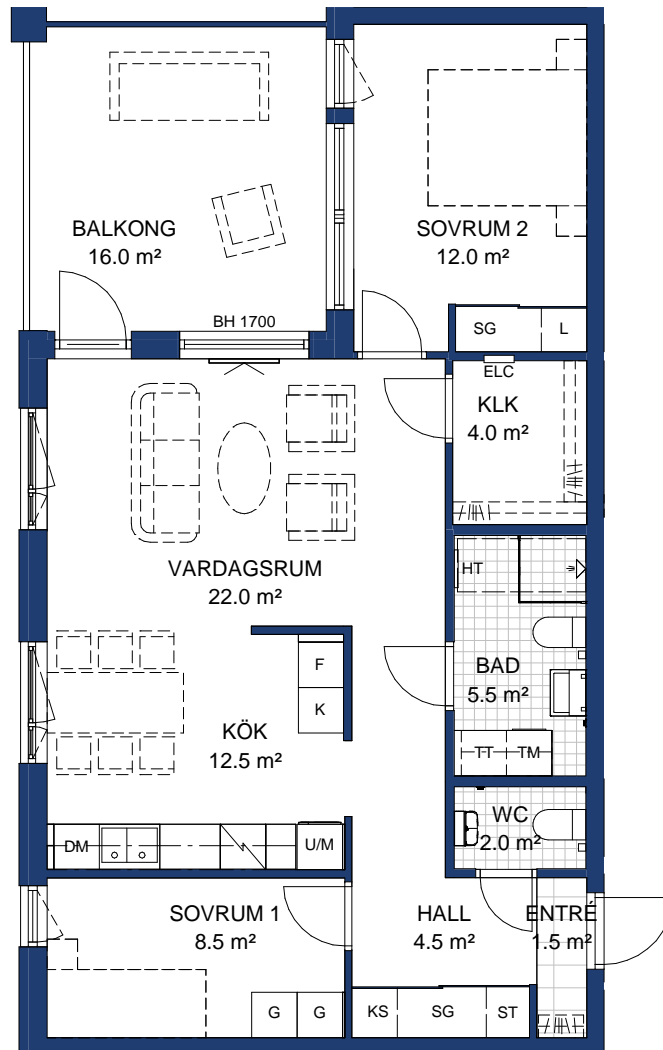 BALKONG
16.0 m²
SOVRUM 2
12.0 m²
BH 1700
SG
L
ELC
KLK
4.0 m²
VARDAGSRUM
22.0 m²
HT
BAD
5.5 m²
F
K
KÖK
12.5 m²
TT
TM
DM
U/M
WC
2.0 m²
SOVRUM 1
8.5 m²
HALL
4.5 m²
ENTRÉ
1.5 m²
G
G
KS
SG
ST